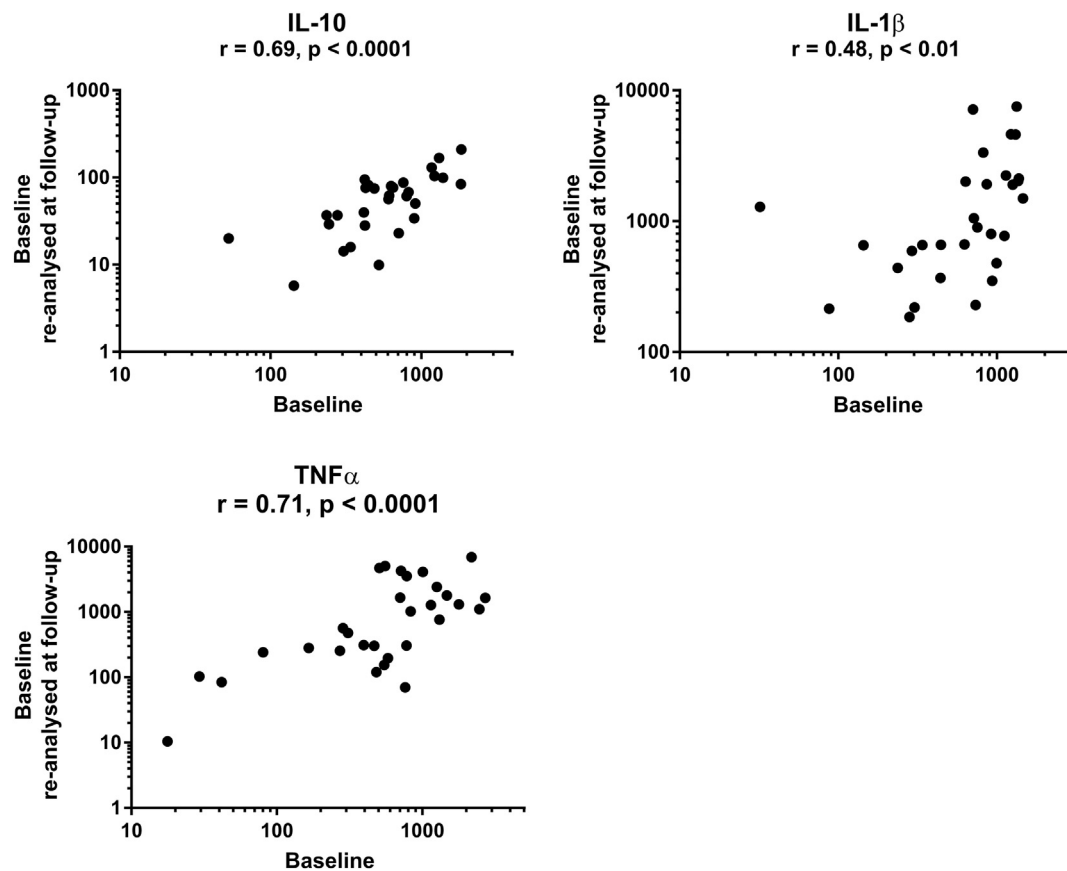 IL-10
r = 0.69, p < 0.0001
Baseline
re-analysed at follow-up
1000
100
10
1
10
100
1000
Baseline
IL-1β
r = 0.48, p < 0.01
Baseline
re-analysed at follow-up
10000
1000
100
10
100
1000
Baseline
TNFα
r = 0.71, p < 0.0001
Baseline
re-analysed at follow-up
10000
1000
100
10
1
10
100
1000
Baseline